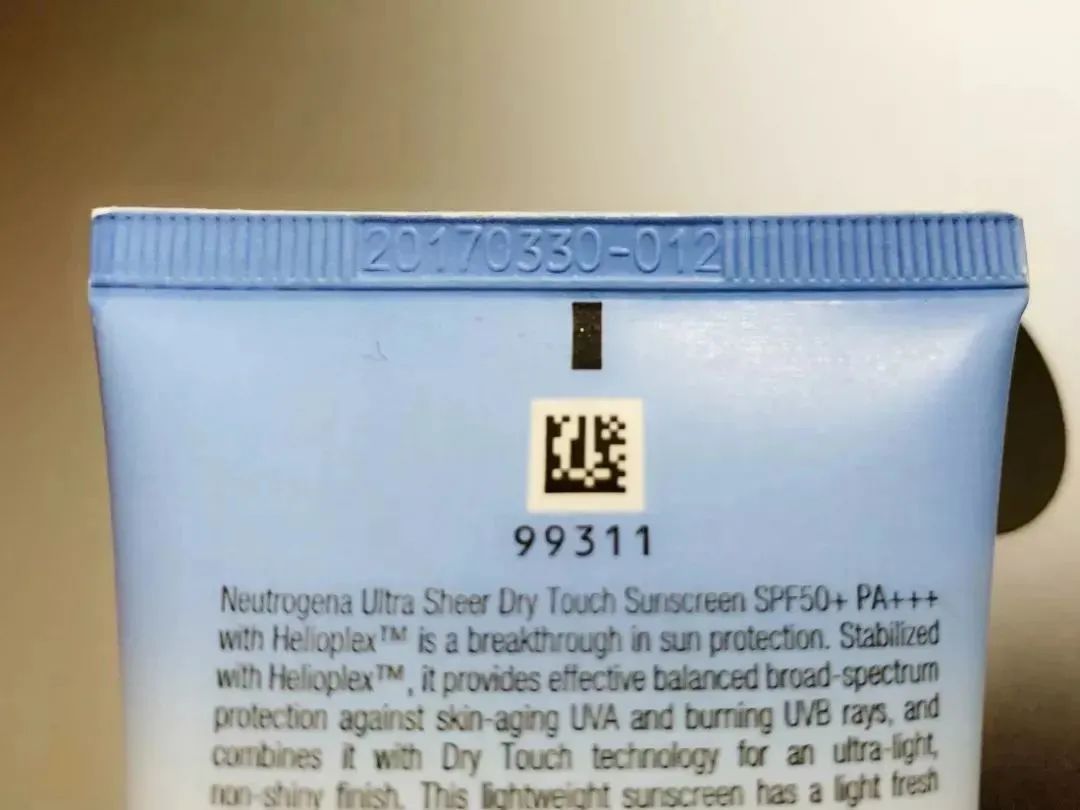 20170330-012
99311
Neutrogena Ultra Sheer Dry Touch Sunscreen SPF50+ PA+++
with Helioplex™ is a breakthrough in sun protection. Stabilized
with Helioplex™, it provides effective balanced broad-spectrum
protection against skin-aging UVA and burning UVB rays, and
combines it with Dry Touch technology for an ultra-light,
non-shiny finish. This lightweight sunscreen has a light fresh